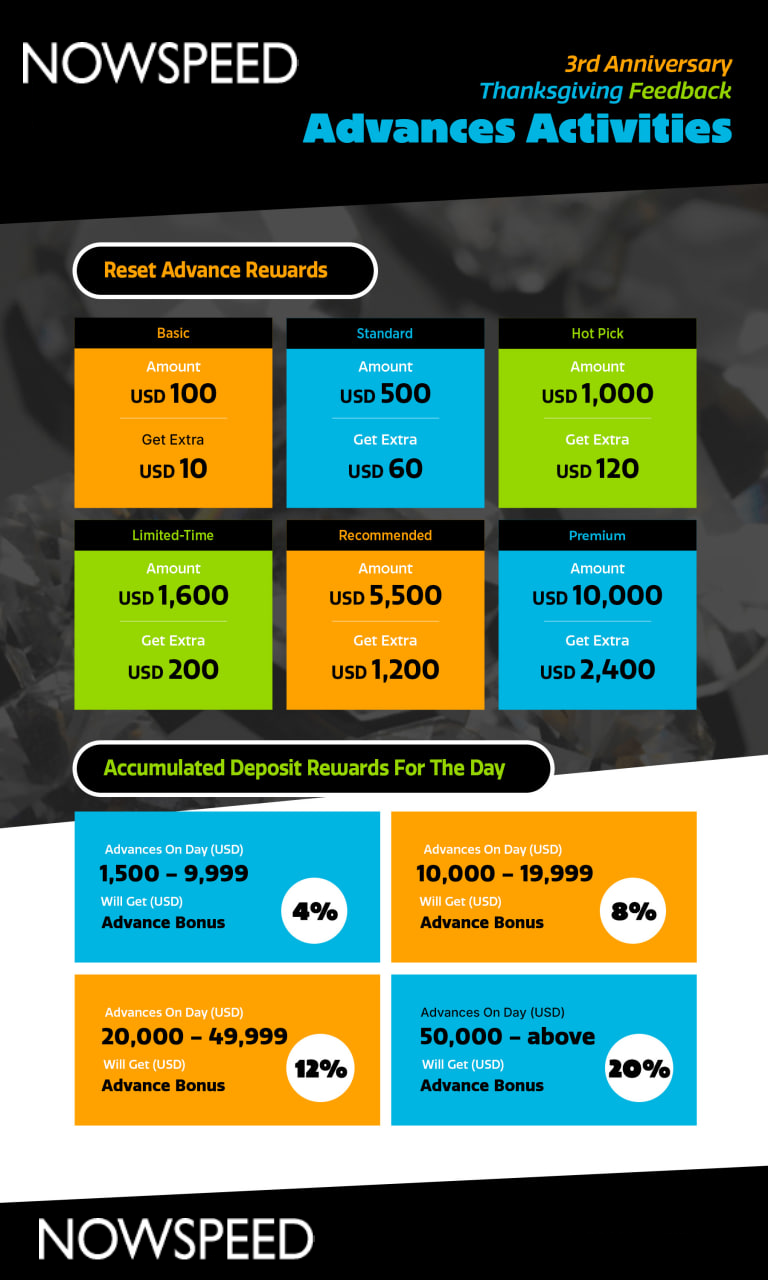 NOWSPEED
3rd Anniversary
Thanksgiving Feedback
Advances Activities
Reset Advance Rewards
Basic
Amount
USD 100
Get Extra
USD 10
Standard
Amount
USD 500
Get Extra
USD 60
Hot Pick
Amount
USD 1,000
Get Extra
USD 120
Limited-Time
Amount
USD 1,600
Get Extra
USD 200
Recommended
Amount
USD 5,500
Get Extra
USD 1,200
Premium
Amount
USD 10,000
Get Extra
USD 2,400
Accumulated Deposit Rewards For The Day
Advances On Day (USD)
1,500 – 9,999
Will Get (USD)
Advance Bonus
4%
Advances On Day (USD)
10,000 – 19,999
Will Get (USD)
Advance Bonus
8%
Advances On Day (USD)
20,000 – 49,999
Will Get (USD)
Advance Bonus
12%
Advances On Day (USD)
50,000 – above
Will Get (USD)
Advance Bonus
20%
NOWSPEED